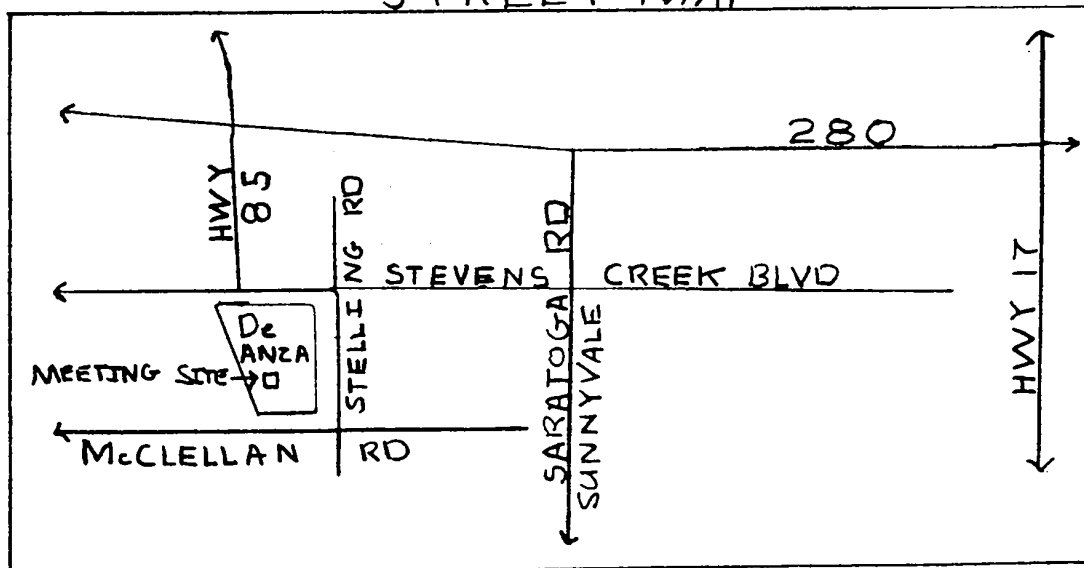 STREET MAP
280
HWY 85
STELLING RD
STEVENS CREEK BLVD
SARATOGA SUNNYVALE RD
HWY 17
De
ANZA
MEETING SITE
McCLELLAN RD